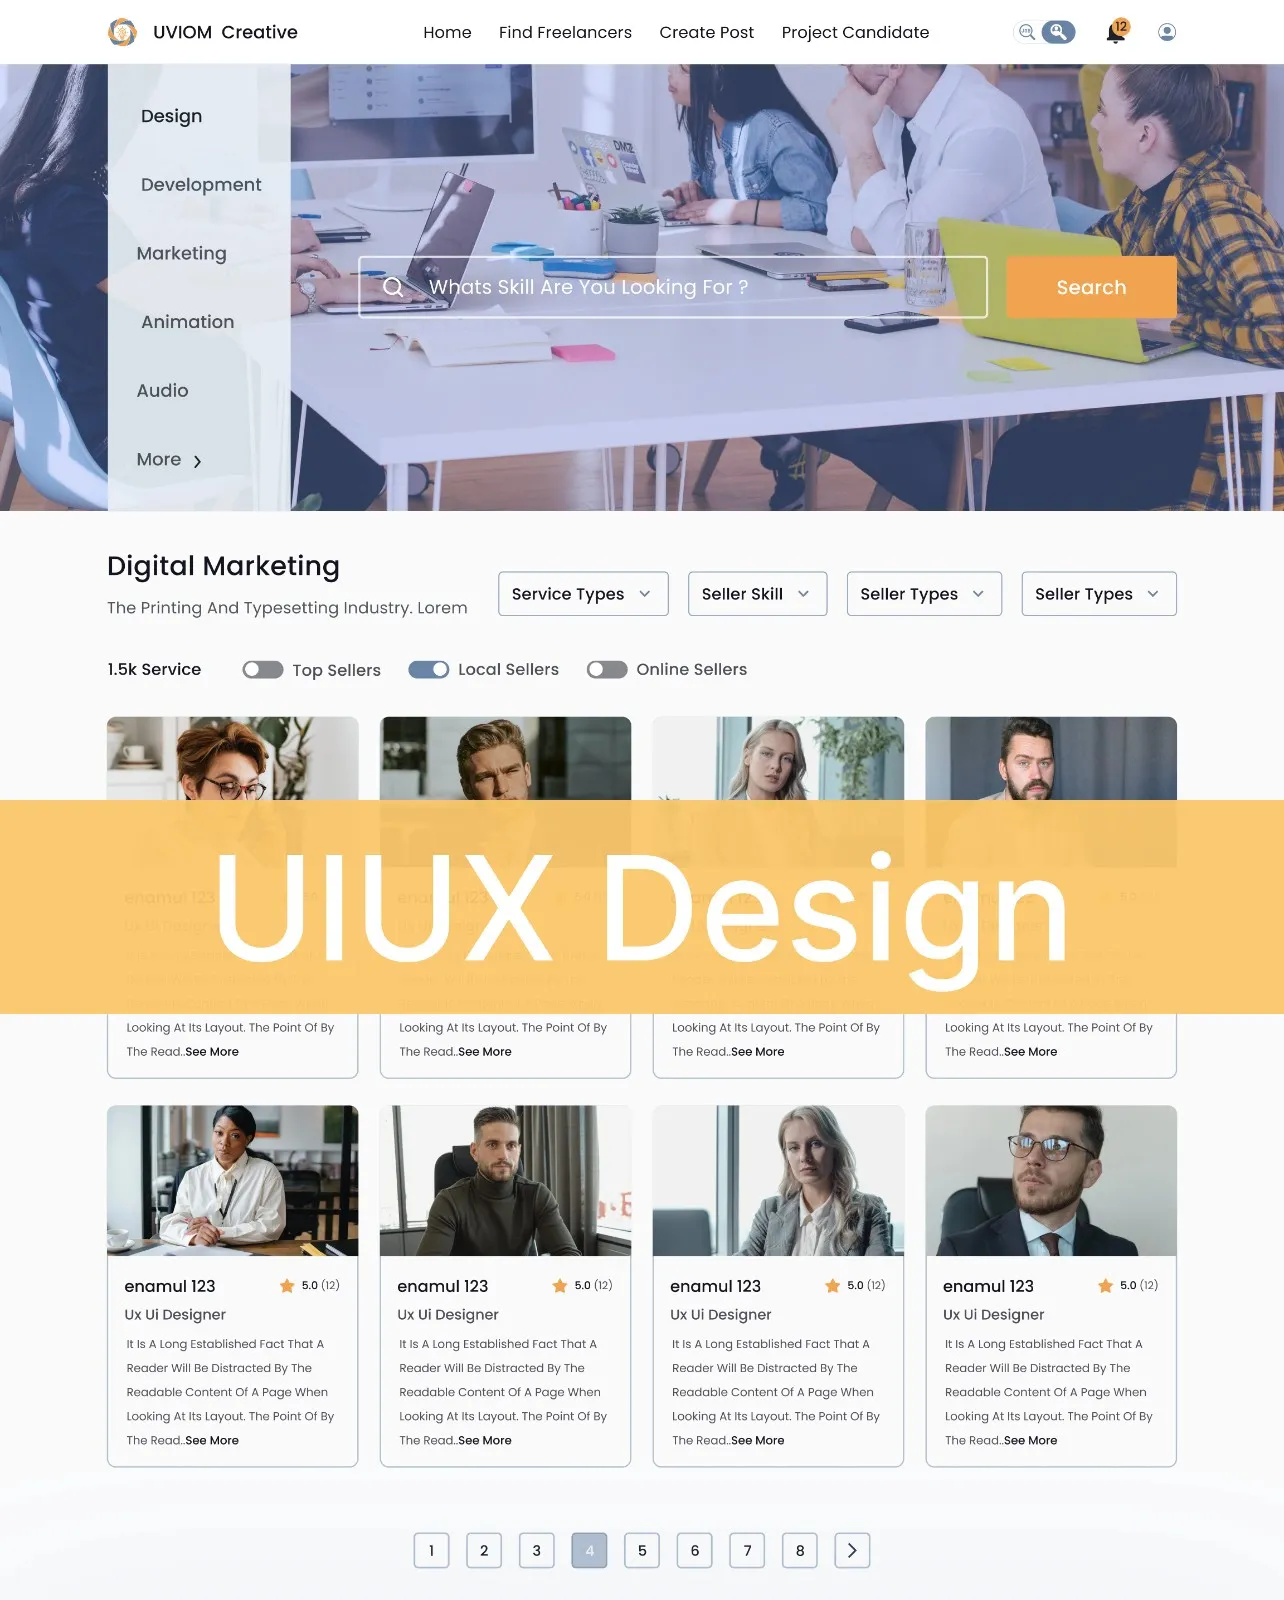 UVIOM Creative
Home Find Freelancers Create Post Project Candidate
12
Design
Development
Marketing
Animation
Audio
More
Whats Skill Are You Looking For ?
Search
Digital Marketing
The Printing And Typesetting Industry. Lorem
Service Types Seller Skill Seller Types Seller Types
1.5k Service Top Sellers Local Sellers Online Sellers
UIUX Design
Looking At Its Layout. The Point Of By
The Read..See More
Looking At Its Layout. The Point Of By
The Read..See More
Looking At Its Layout. The Point Of By
The Read..See More
Looking At Its Layout. The Point Of By
The Read..See More
enamul 123 5.0 (12)
Ux Ui Designer
It Is A Long Established Fact That A
Reader Will Be Distracted By The
Readable Content Of A Page When
Looking At Its Layout. The Point Of By
The Read..See More
enamul 123 5.0 (12)
Ux Ui Designer
It Is A Long Established Fact That A
Reader Will Be Distracted By The
Readable Content Of A Page When
Looking At Its Layout. The Point Of By
The Read..See More
enamul 123 5.0 (12)
Ux Ui Designer
It Is A Long Established Fact That A
Reader Will Be Distracted By The
Readable Content Of A Page When
Looking At Its Layout. The Point Of By
The Read..See More
enamul 123 5.0 (12)
Ux Ui Designer
It Is A Long Established Fact That A
Reader Will Be Distracted By The
Readable Content Of A Page When
Looking At Its Layout. The Point Of By
The Read..See More
1 2 3 4 5 6 7 8